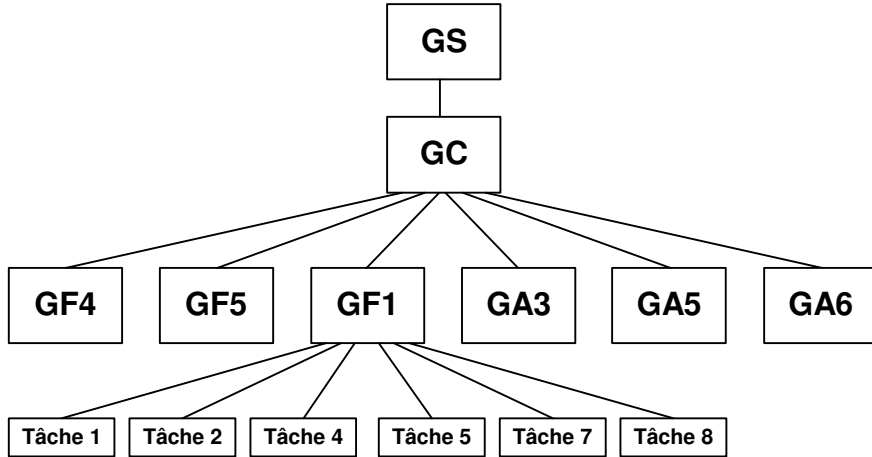 GS
GC
GF4 GF5 GF1 GA3 GA5 GA6
Tâche 1 Tâche 2 Tâche 4 Tâche 5 Tâche 7 Tâche 8